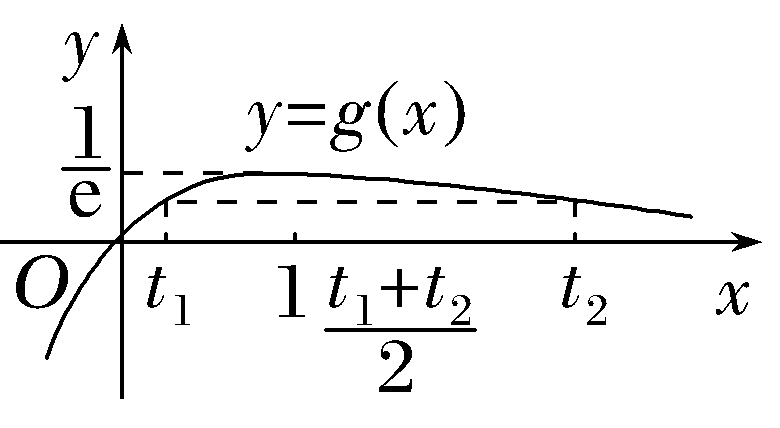 y
y=g(x)
1/e
O
t₁
1
(t₁+t₂)/2
t₂
x